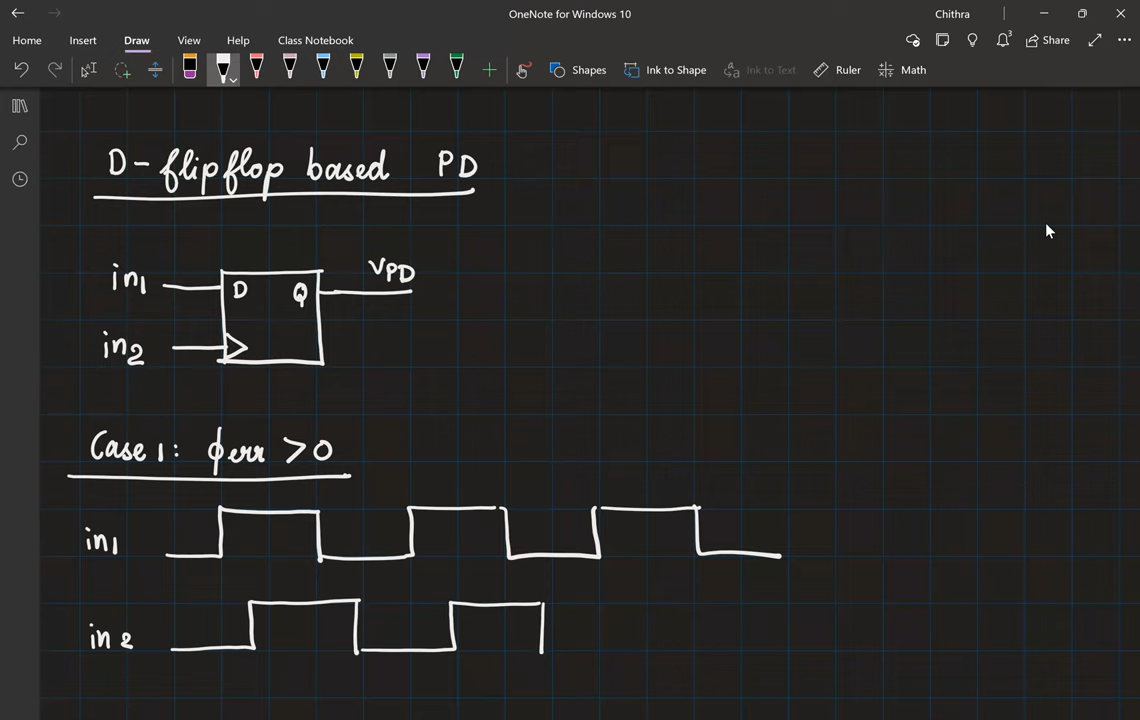 OneNote for Windows 10
Chithra
Home Insert Draw View Help Class Notebook
Share
Shapes Ink to Shape Ink to Text Ruler Math
D-flipflop based PD
in1 D Q VPD
in2
Case 1: ϕerr >0
in1
in2